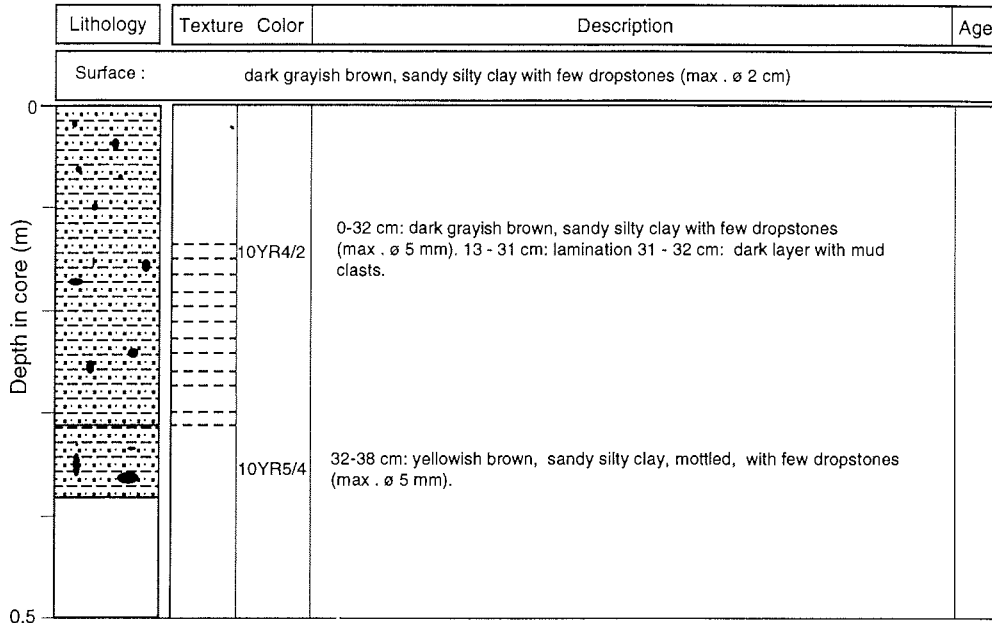 Lithology
Texture Color
Description
Age
Surface :
dark grayish brown, sandy silty clay with few dropstones (max . ø 2 cm)
0
Depth in core (m)
10YR4/2
0-32 cm: dark grayish brown, sandy silty clay with few dropstones
(max . ø 5 mm). 13 - 31 cm: lamination 31 - 32 cm: dark layer with mud
clasts.
10YR5/4
32-38 cm: yellowish brown, sandy silty clay, mottled, with few dropstones
(max . ø 5 mm).
0.5